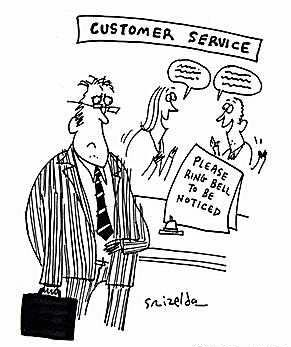 CUSTOMER SERVICE
PLEASE
RING BELL
TO BE
NOTICED
Grizelda